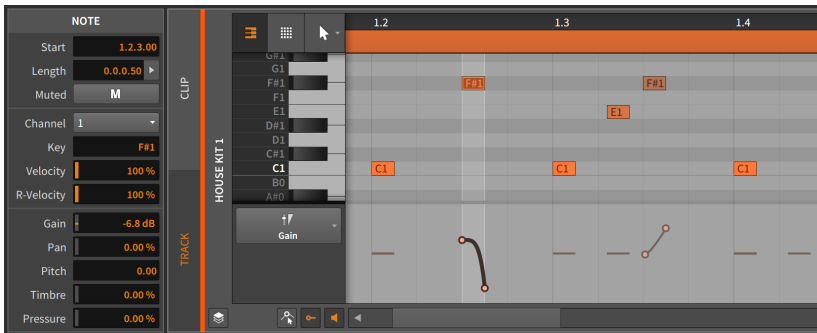 NOTE
Start 1.2.3.00
Length 0.0.0.50
Muted M
Channel 1
Key F#1
Velocity 100 %
R-Velocity 100 %
Gain -6.8 dB
Pan 0.00 %
Pitch 0.00
Timbre 0.00 %
Pressure 0.00 %
CLIP
TRACK
HOUSE KIT 1
1.2 1.3 1.4
G#1
G1
F#1 F#1 F#1
F1
E1 E1
D#1
D1
C#1
C1 C1 C1 C1
B0
A#0
Gain